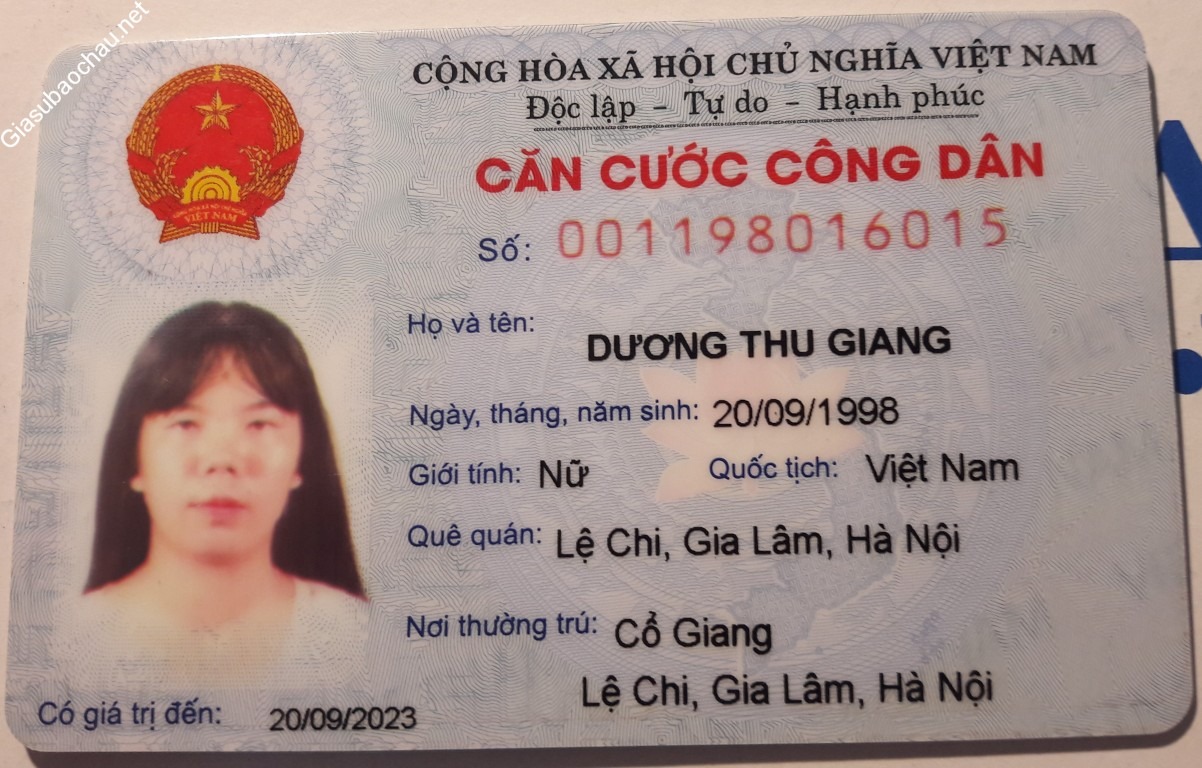 Giasubaochau.net
CỘNG HÒA XÃ HỘI CHỦ NGHĨA VIỆT NAM
Độc lập – Tự do – Hạnh phúc
CĂN CƯỚC CÔNG DÂN
Số: 001198016015
Họ và tên: DƯƠNG THU GIANG
Ngày, tháng, năm sinh: 20/09/1998
Giới tính: Nữ Quốc tịch: Việt Nam
Quê quán: Lệ Chi, Gia Lâm, Hà Nội
Nơi thường trú: Cổ Giang
Lệ Chi, Gia Lâm, Hà Nội
Có giá trị đến: 20/09/2023
VIỆT NAM